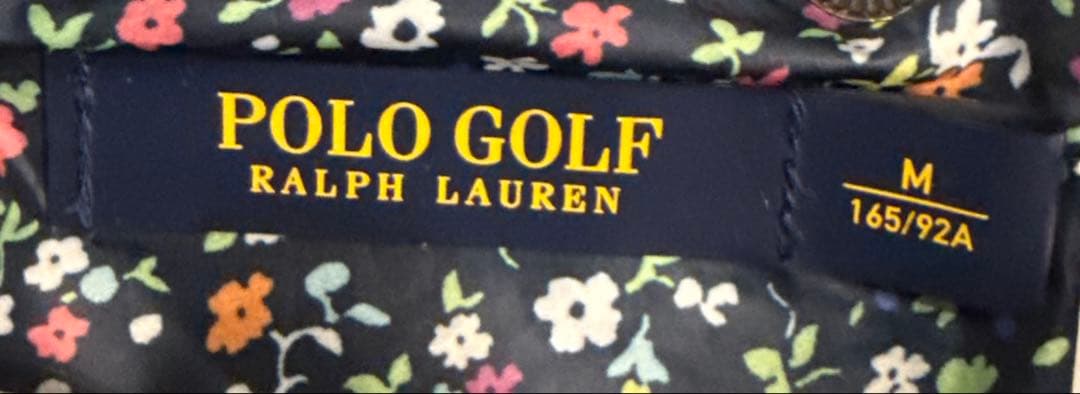 POLO GOLF
RALPH LAUREN
M
165/92A